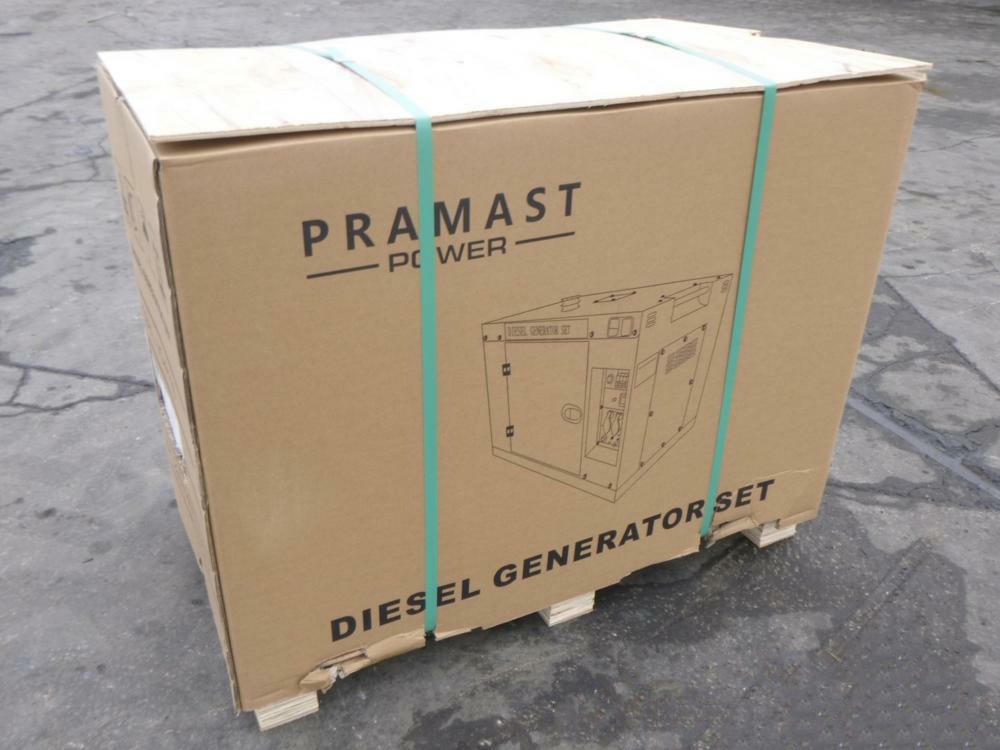 PRAMAST
POWER
DIESEL GENERATOR SET
DIESEL GENERATOR SET